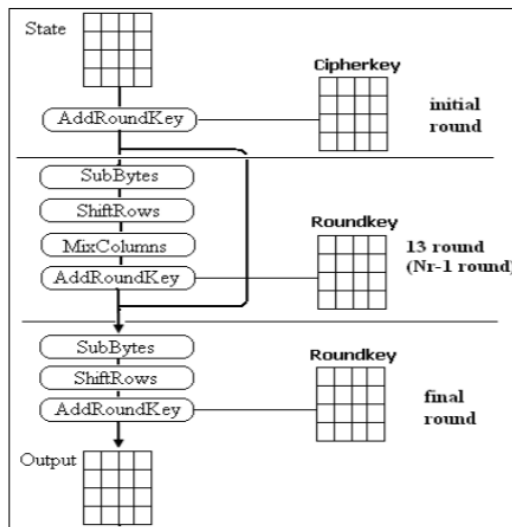 State
Cipherkey
AddRoundKey
initial
round
SubBytes
ShiftRows
MixColumns
AddRoundKey
Roundkey
13 round
(Nr-1 round)
SubBytes
ShiftRows
AddRoundKey
Roundkey
final
round
Output